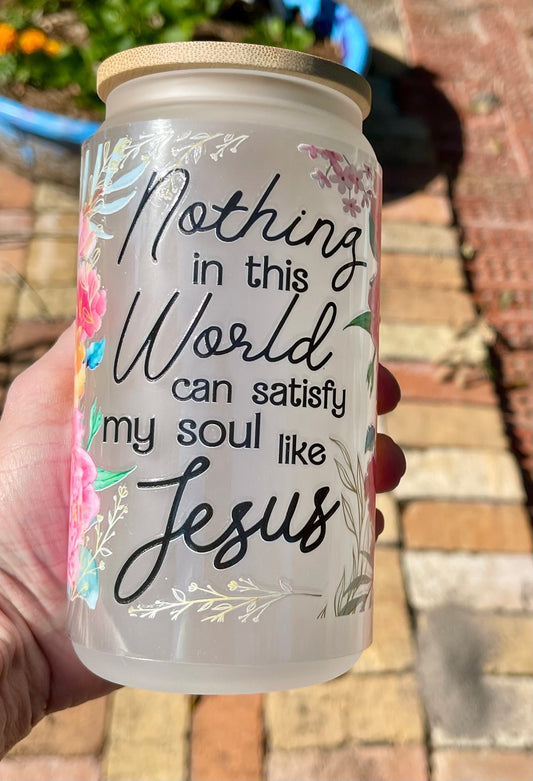 Nothing
in this
World
can satisfy
my soul like
Jesus